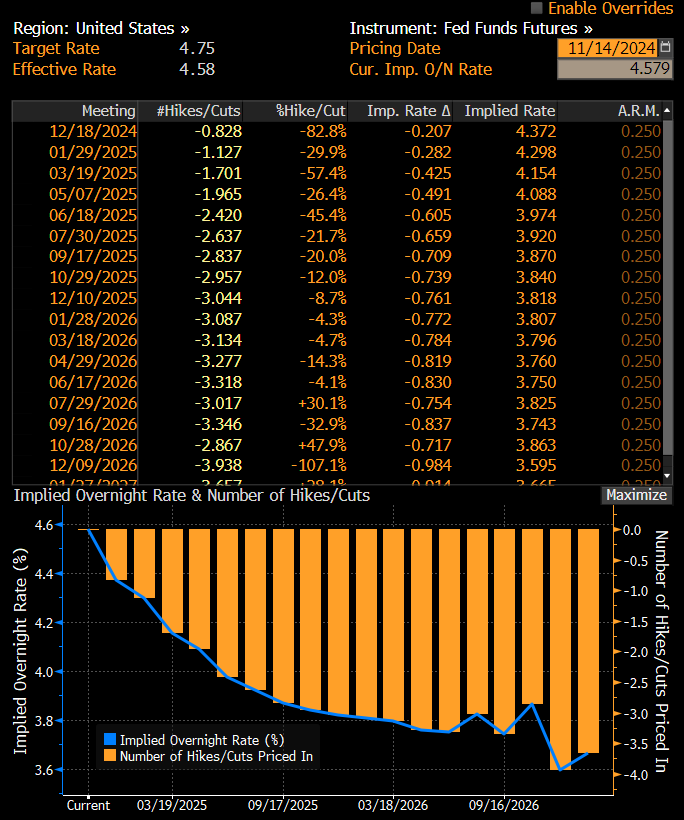 Enable Overrides
Region: United States » Instrument: Fed Funds Futures »
Target Rate 4.75 Pricing Date 11/14/2024
Effective Rate 4.58 Cur. Imp. O/N Rate 4.579
Meeting #Hikes/Cuts %Hike/Cut Imp. Rate Δ Implied Rate A.R.M.
12/18/2024 -0.828 -82.8% -0.207 4.372 0.250
01/29/2025 -1.127 -29.9% -0.282 4.298 0.250
03/19/2025 -1.701 -57.4% -0.425 4.154 0.250
05/07/2025 -1.965 -26.4% -0.491 4.088 0.250
06/18/2025 -2.420 -45.4% -0.605 3.974 0.250
07/30/2025 -2.637 -21.7% -0.659 3.920 0.250
09/17/2025 -2.837 -20.0% -0.709 3.870 0.250
10/29/2025 -2.957 -12.0% -0.739 3.840 0.250
12/10/2025 -3.044 -8.7% -0.761 3.818 0.250
01/28/2026 -3.087 -4.3% -0.772 3.807 0.250
03/18/2026 -3.134 -4.7% -0.784 3.796 0.250
04/29/2026 -3.277 -14.3% -0.819 3.760 0.250
06/17/2026 -3.318 -4.1% -0.830 3.750 0.250
07/29/2026 -3.017 +30.1% -0.754 3.825 0.250
09/16/2026 -3.346 -32.9% -0.837 3.743 0.250
10/28/2026 -2.867 +47.9% -0.717 3.863 0.250
12/09/2026 -3.938 -107.1% -0.984 3.595 0.250
Implied Overnight Rate & Number of Hikes/Cuts Maximize
Implied Overnight Rate (%)
4.6
4.4
4.2
4.0
3.8
3.6
0.0
-0.5
-1.0
-1.5
-2.0
-2.5
-3.0
-3.5
-4.0
Number of Hikes/Cuts Priced In
Implied Overnight Rate (%)
Number of Hikes/Cuts Priced In
Current 03/19/2025 09/17/2025 03/18/2026 09/16/2026